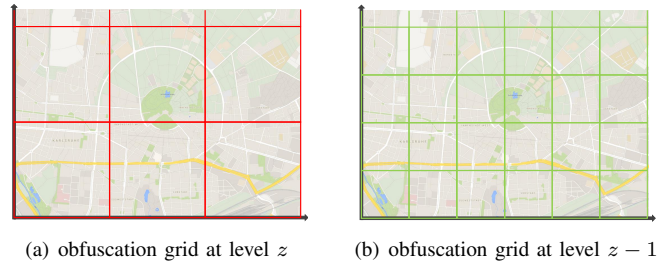 (a) obfuscation grid at level z
(b) obfuscation grid at level z − 1